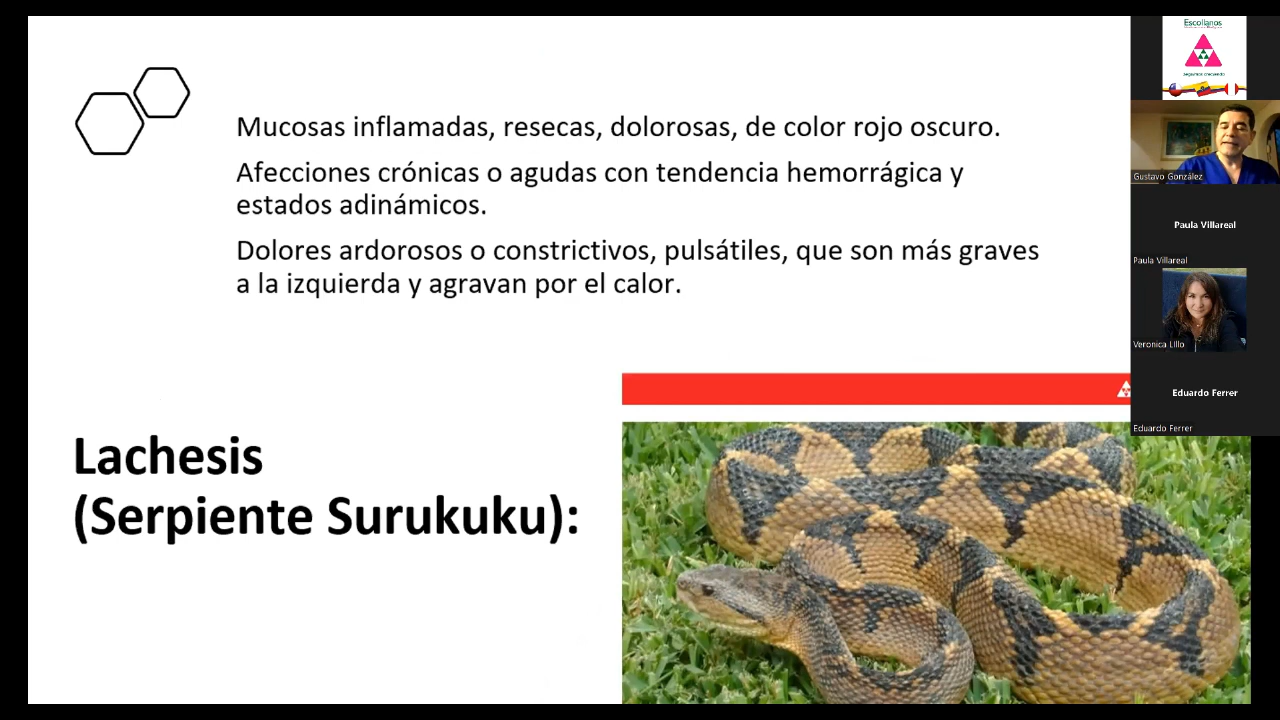 Mucosas inflamadas, resecas, dolorosas, de color rojo oscuro.
Afecciones crónicas o agudas con tendencia hemorrágica y
estados adinámicos.
Dolores ardorosos o constrictivos, pulsátiles, que son más graves
a la izquierda y agravan por el calor.
Lachesis
(Serpiente Surukuku):
Escollanos
Gustavo González
Paula Villareal
Paula Villareal
Veronica LIllo
Eduardo Ferrer
Eduardo Ferrer